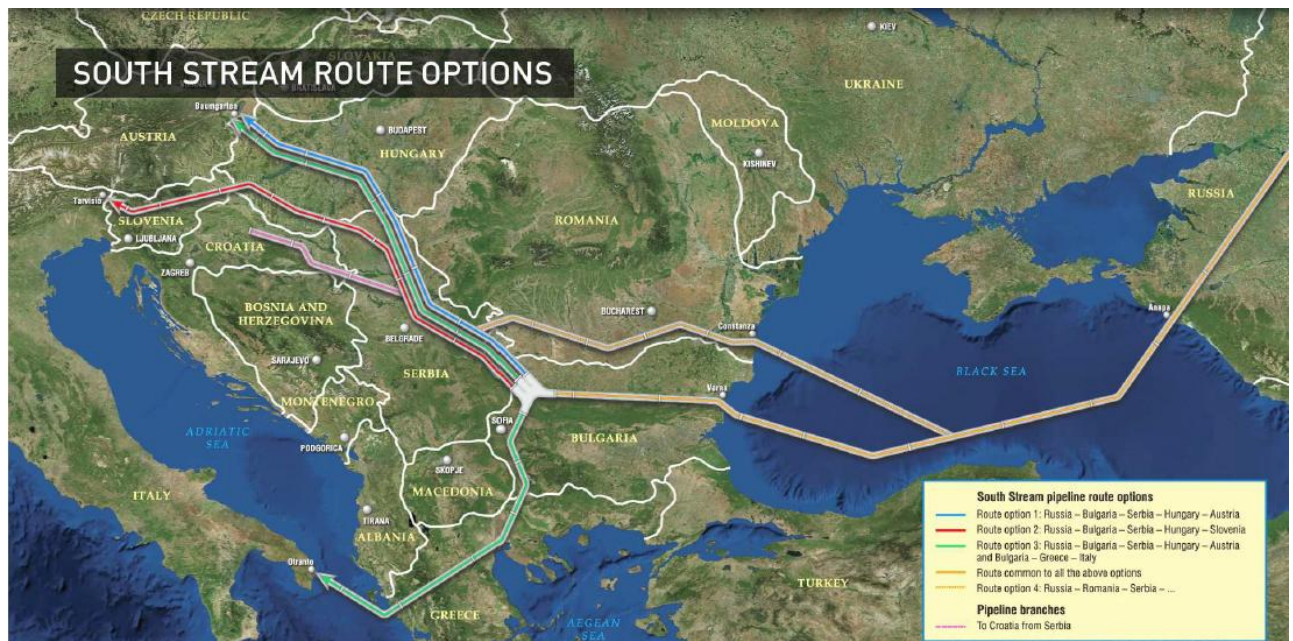 CZECH REPUBLIC
SOUTH STREAM ROUTE OPTIONS
SLOVAKIA
BRATISLAVA
KIEV
UKRAINE
Baumgarten
AUSTRIA
BUDAPEST
HUNGARY
MOLDOVA
KISHINEV
RUSSIA
Tarvisio
SLOVENIA
LJUBLJANA
CROATIA
ZAGREB
ROMANIA
BOSNIA AND
HERZEGOVINA
BUCHAREST
Constanza
Anapa
BELGRADE
SARAJEVO
SERBIA
BLACK SEA
MONTENEGRO
Varna
ADRIATIC
SEA
PODGORICA
SOFIA
BULGARIA
SKOPJE
MACEDONIA
ITALY
TIRANA
ALBANIA
Otranto
GREECE
AEGEAN
SEA
TURKEY
South Stream pipeline route options
Route option 1: Russia – Bulgaria – Serbia – Hungary – Austria
Route option 2: Russia – Bulgaria – Serbia – Hungary – Slovenia
Route option 3: Russia – Bulgaria – Serbia – Hungary – Austria
and Bulgaria – Greece – Italy
Route common to all the above options
Route option 4: Russia – Romania – Serbia – ...
Pipeline branches
To Croatia from Serbia